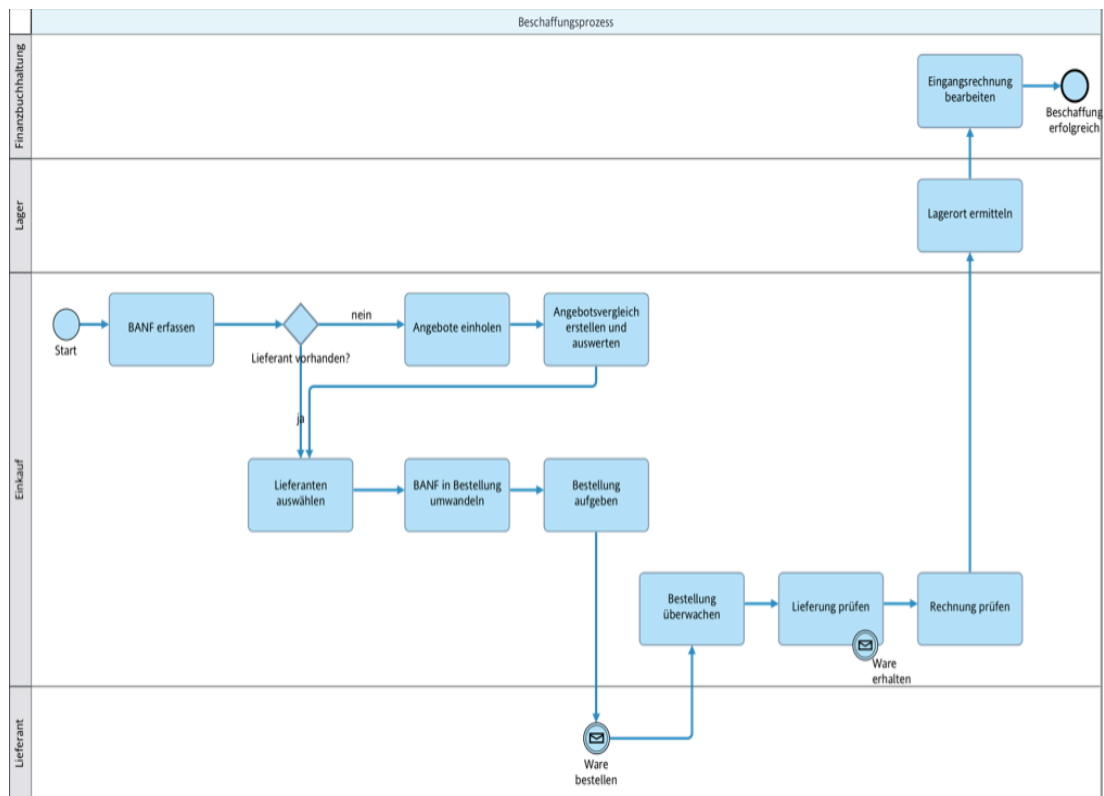 Beschaffungsprozess
Finanzbuchhaltung
Eingangsrechnung
bearbeiten
Beschaffung
erfolgreich
Lager
Lagerort ermitteln
Einkauf
Start
BANF erfassen
Lieferant vorhanden?
nein
ja
Angebote einholen
Angebotsvergleich
erstellen und
auswerten
Lieferanten
auswählen
BANF in Bestellung
umwandeln
Bestellung
aufgeben
Bestellung
überwachen
Lieferung prüfen
Ware
erhalten
Rechnung prüfen
Lieferant
Ware
bestellen